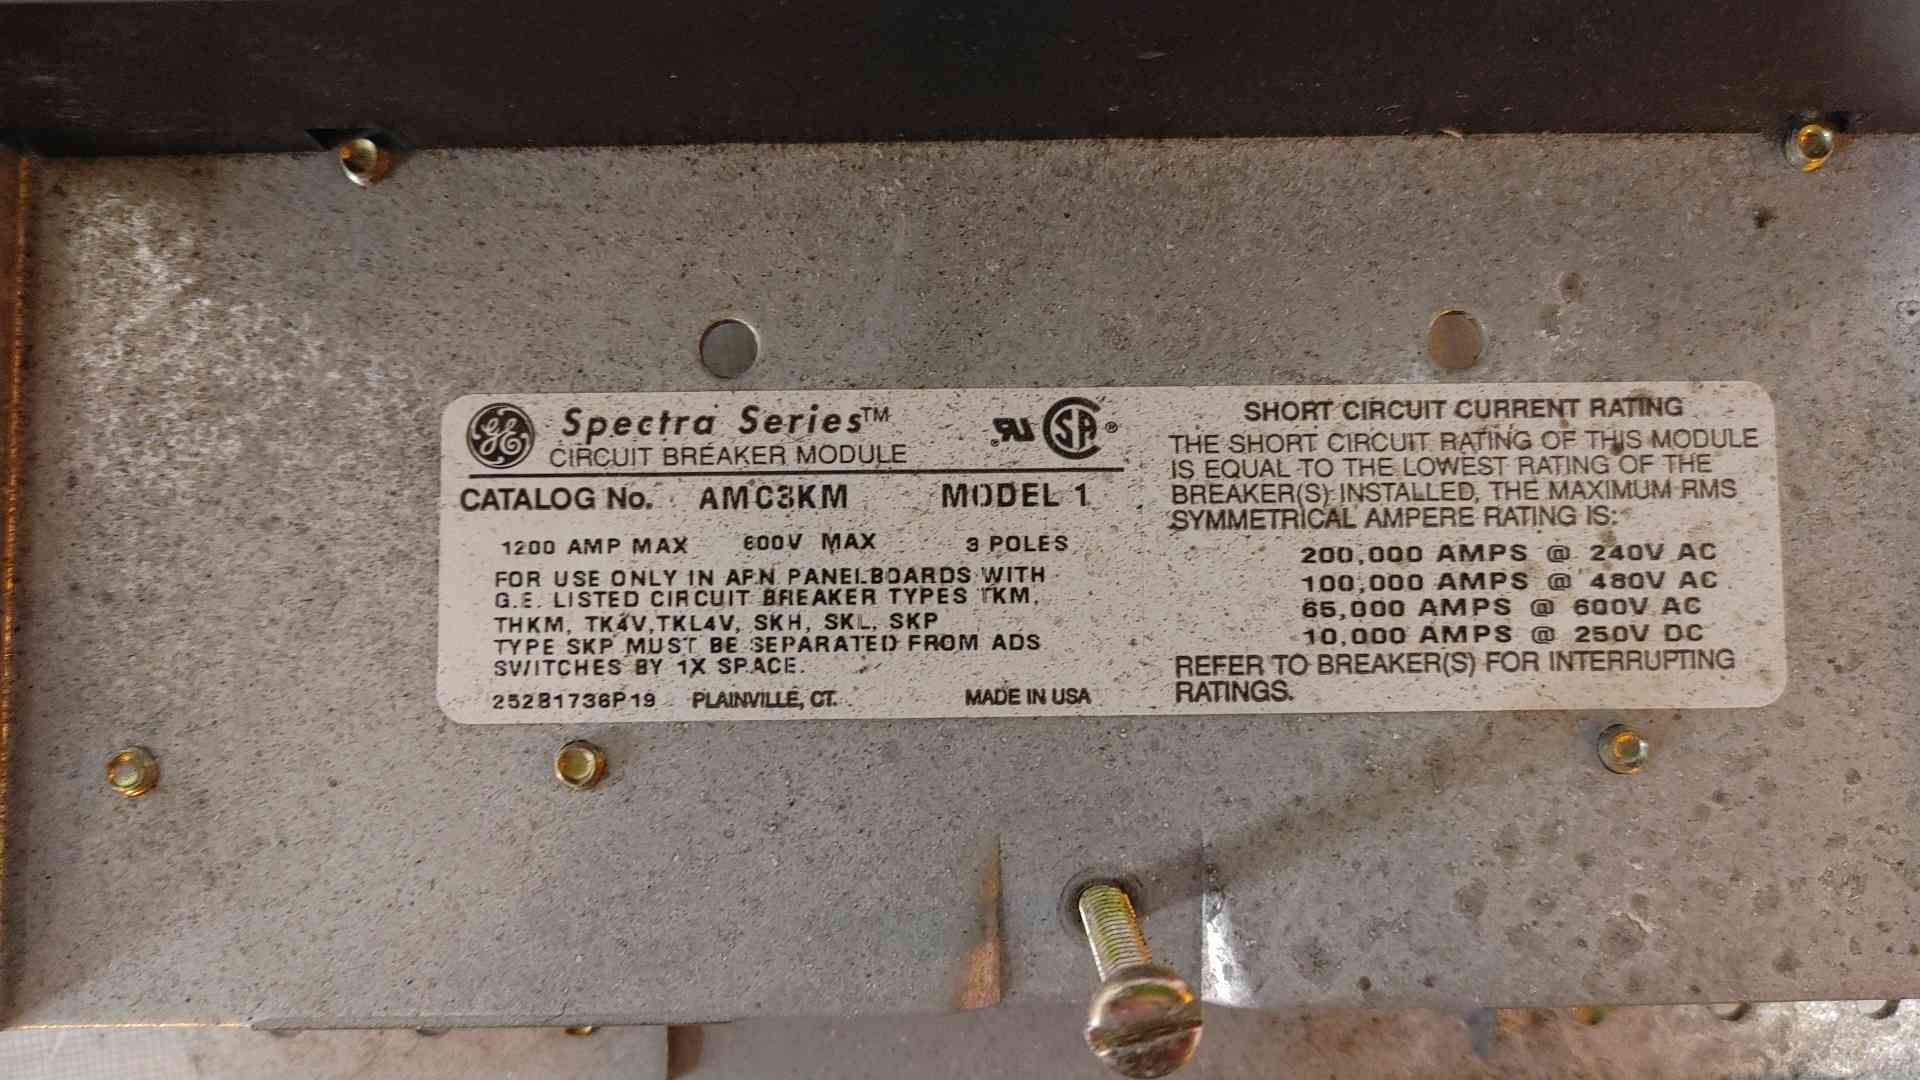 GE Spectra Series™
CIRCUIT BREAKER MODULE
RU SA ®
CATALOG No. AMC3KM MODEL 1
1200 AMP MAX 600V MAX 3 POLES
FOR USE ONLY IN APN PANELBOARDS WITH
G.E. LISTED CIRCUIT BREAKER TYPES TKM,
THKM, TK4V,TKL4V, SKH, SKL, SKP
TYPE SKP MUST BE SEPARATED FROM ADS
SWITCHES BY 1X SPACE.
252B1736P19 PLAINVILLE, CT. MADE IN USA
SHORT CIRCUIT CURRENT RATING
THE SHORT CIRCUIT RATING OF THIS MODULE
IS EQUAL TO THE LOWEST RATING OF THE
BREAKER(S) INSTALLED, THE MAXIMUM RMS
SYMMETRICAL AMPERE RATING IS:
200,000 AMPS @ 240V AC
100,000 AMPS @ 480V AC
65,000 AMPS @ 600V AC
10,000 AMPS @ 250V DC
REFER TO BREAKER(S) FOR INTERRUPTING
RATINGS.